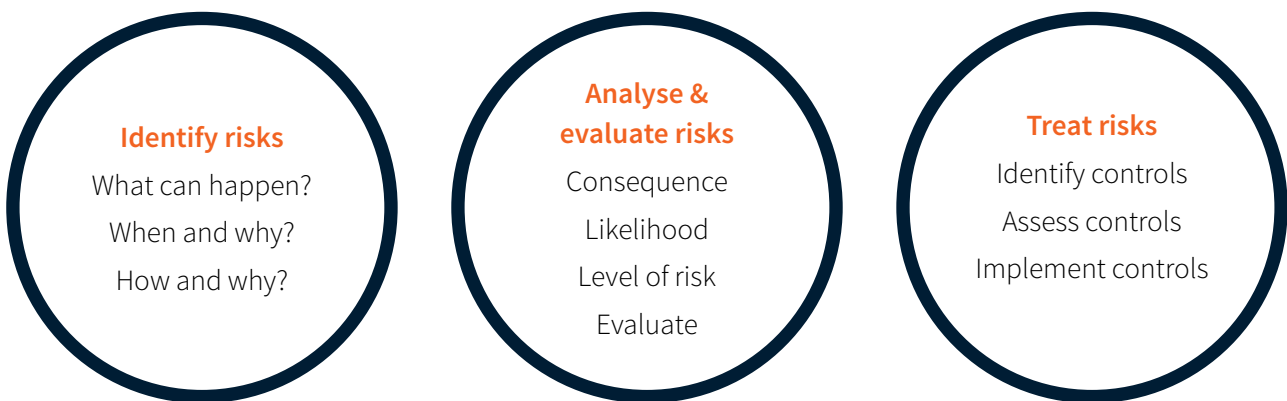 Identify risks
What can happen?
When and why?
How and why?
Analyse &
evaluate risks
Consequence
Likelihood
Level of risk
Evaluate
Treat risks
Identify controls
Assess controls
Implement controls